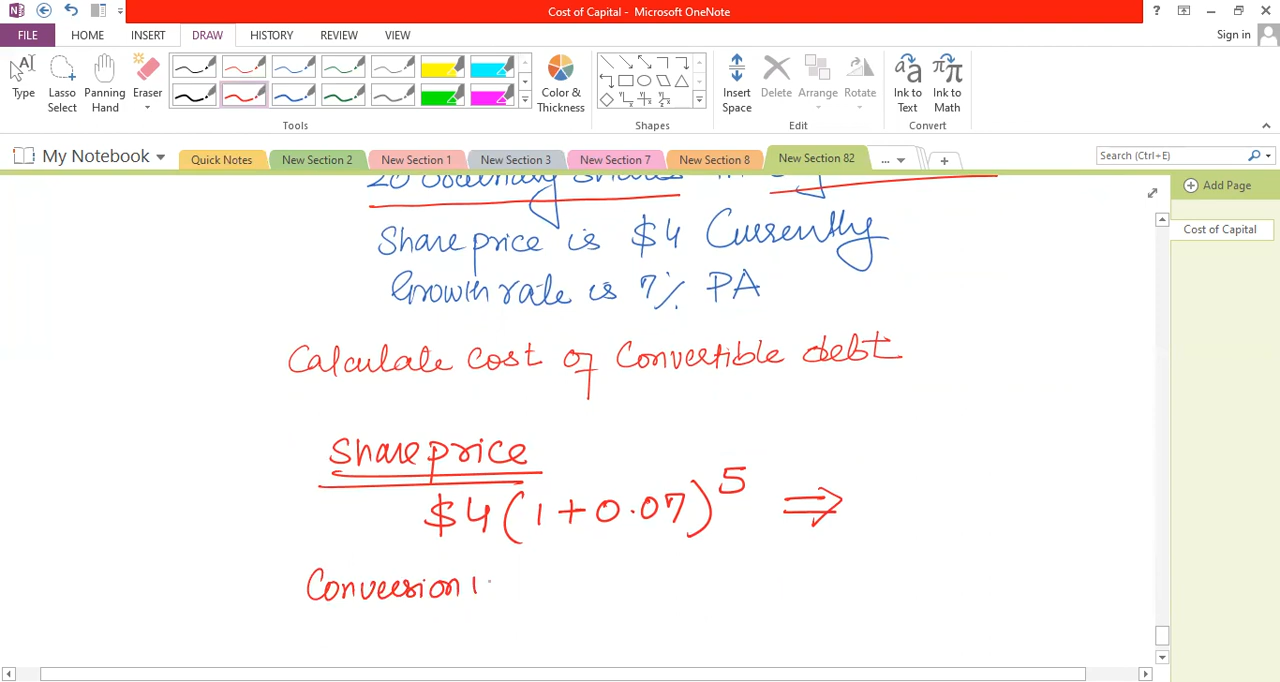 Cost of Capital - Microsoft OneNote
?
FILE HOME INSERT DRAW HISTORY REVIEW VIEW
Sign in
Type
Lasso Select
Panning Hand
Eraser
Color & Thickness
Insert Space
Delete
Arrange
Rotate
Ink to Text
Ink to Math
Tools Shapes Edit Convert
My Notebook Quick Notes New Section 2 New Section 1 New Section 3 New Section 7 New Section 8 New Section 82 ... +
Search (Ctrl+E)
Add Page
Cost of Capital
20 ordinary shares in
Share price is $4 Currently
Growth rate is 7% PA
Calculate Cost of Convertible debt
Share price
$4(1+0.07)^5 ⇒
Conversion